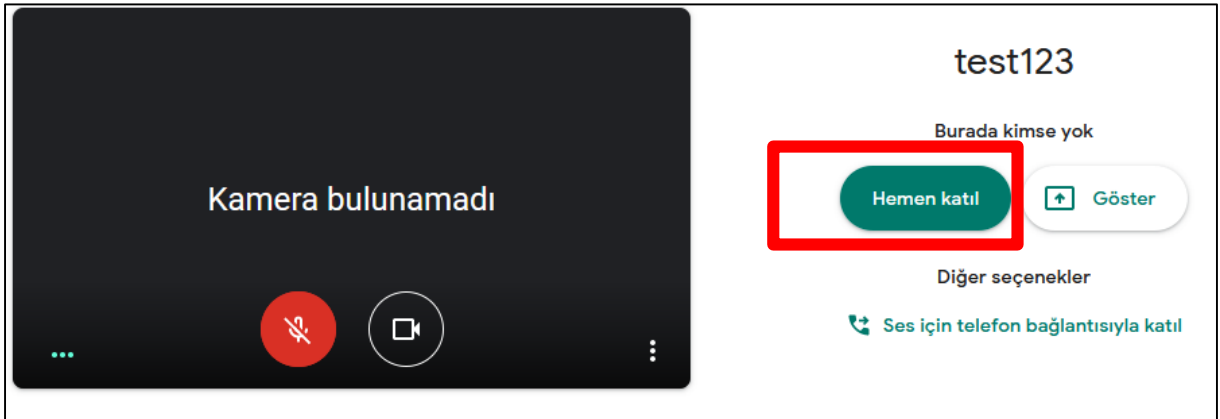 Kamera bulunamadı
test123
Burada kimse yok
Hemen katıl
Göster
Diğer seçenekler
Ses için telefon bağlantısıyla katıl